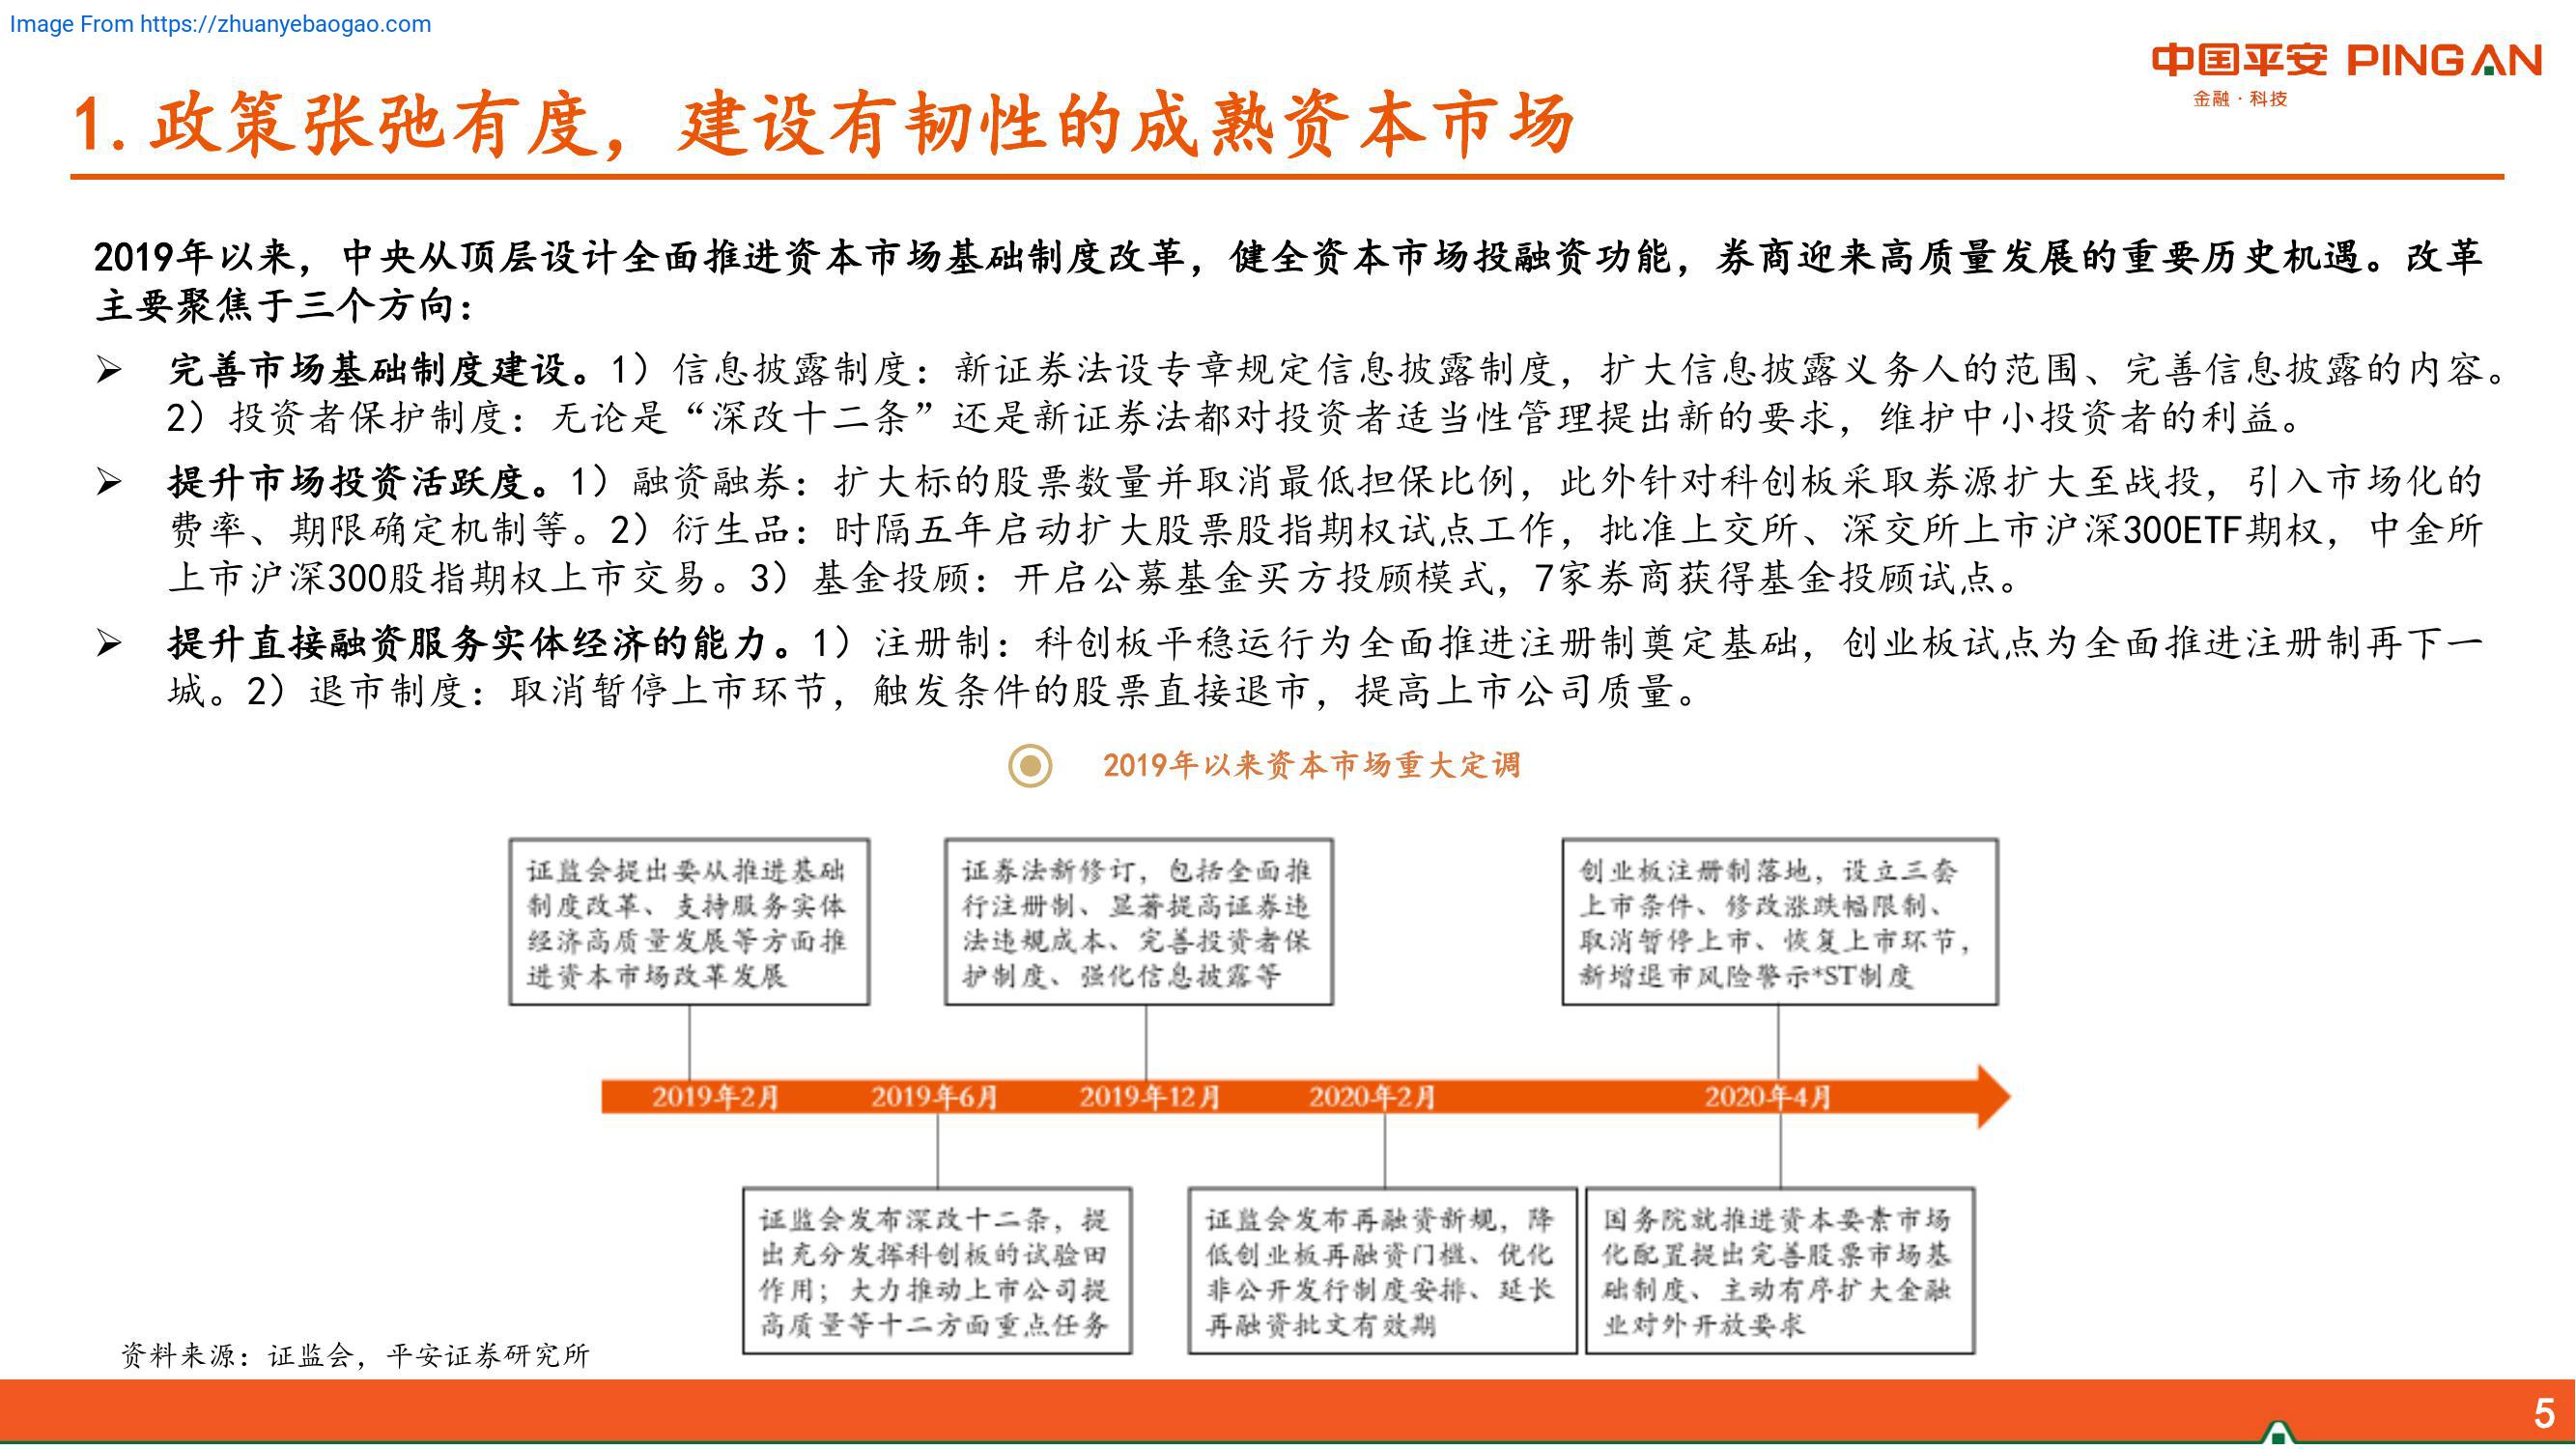 Image From https://zhuanyebaogao.com
中国平安 PING AN
金融·科技
1.政策张弛有度，建设有韧性的成熟资本市场
2019年以来，中央从顶层设计全面推进资本市场基础制度改革，健全资本市场投融资功能，券商迎来高质量发展的重要历史机遇。改革
主要聚焦于三个方向：
➢ 完善市场基础制度建设。1）信息披露制度：新证券法设专章规定信息披露制度，扩大信息披露义务人的范围、完善信息披露的内容。
2）投资者保护制度：无论是“深改十二条”还是新证券法都对投资者适当性管理提出新的要求，维护中小投资者的利益。
➢ 提升市场投资活跃度。1）融资融券：扩大标的股票数量并取消最低担保比例，此外针对科创板采取券源扩大至战投，引入市场化的
费率、期限确定机制等。2）衍生品：时隔五年启动扩大股票股指期权试点工作，批准上交所、深交所上市沪深300ETF期权，中金所
上市沪深300股指期权上市交易。3）基金投顾：开启公募基金买方投顾模式，7家券商获得基金投顾试点。
➢ 提升直接融资服务实体经济的能力。1）注册制：科创板平稳运行为全面推进注册制奠定基础，创业板试点为全面推进注册制再下一
城。2）退市制度：取消暂停上市环节，触发条件的股票直接退市，提高上市公司质量。
2019年以来资本市场重大定调
证监会提出要从推进基础
制度改革、支持服务实体
经济高质量发展等方面推
进资本市场改革发展
证券法新修订，包括全面推
行注册制、显著提高证券违
法违规成本、完善投资者保
护制度、强化信息披露等
创业板注册制落地，设立三套
上市条件、修改涨跌幅限制、
取消暂停上市、恢复上市环节，
新增退市风险警示*ST制度
2019年2月 2019年6月 2019年12月 2020年2月 2020年4月
证监会发布深改十二条，提
出充分发挥科创板的试验田
作用；大力推动上市公司提
高质量等十二方面重点任务
证监会发布再融资新规，降
低创业板再融资门槛、优化
非公开发行制度安排、延长
再融资批文有效期
国务院就推进资本要素市场
化配置提出完善股票市场基
础制度、主动有序扩大金融
业对外开放要求
资料来源：证监会，平安证券研究所
5